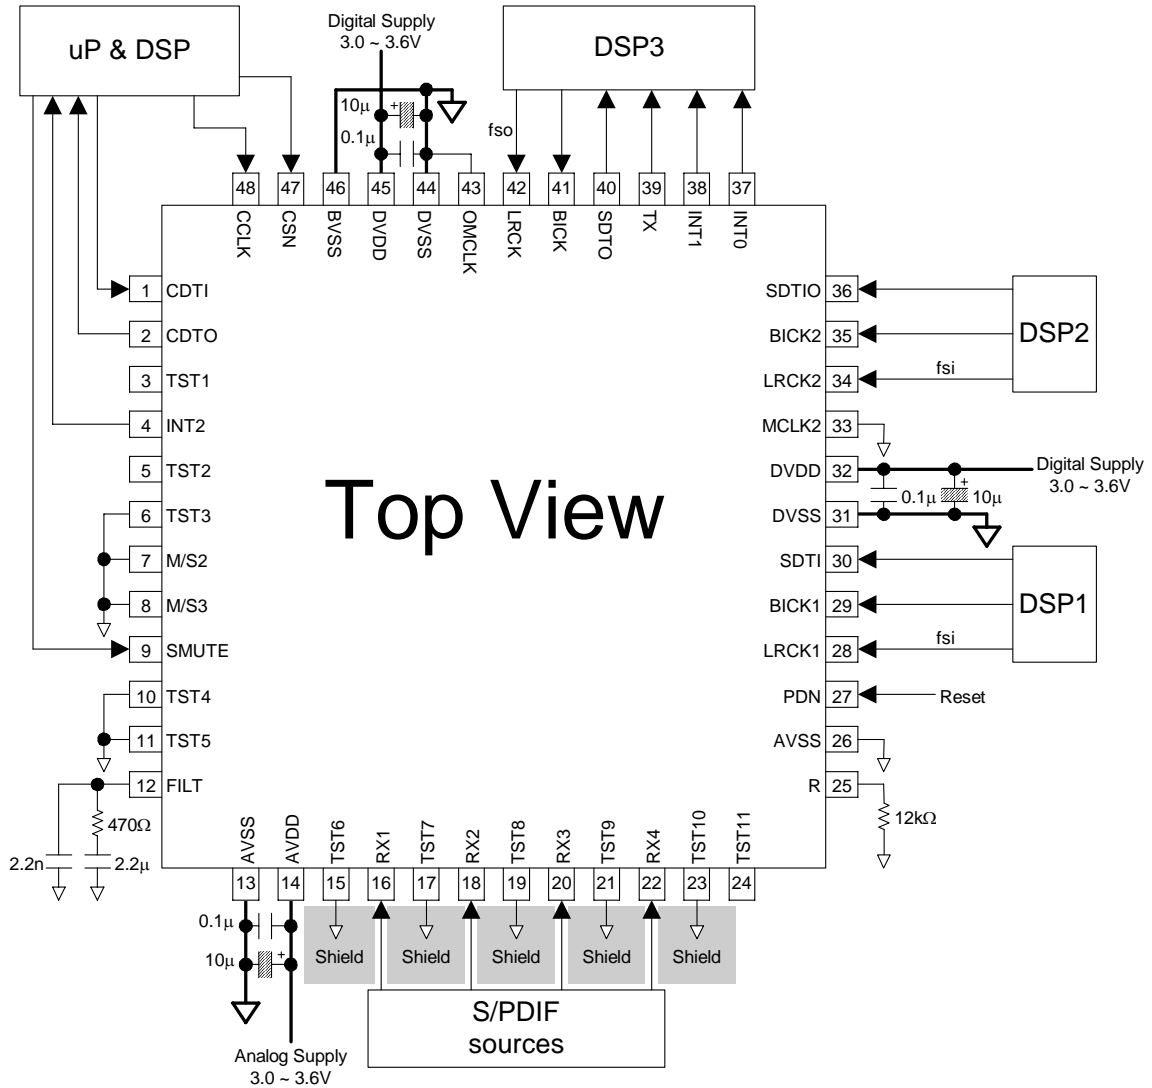 uP & DSP
Digital Supply
3.0 ~ 3.6V
DSP3
10µ
+
0.1µ
fso
48
47
46
45
44
43
42
41
40
39
38
37
CCLK
CSN
BVSS
DVDD
DVSS
OMCLK
LRCK
BICK
SDTO
TX
INT1
INT0
1 CDTI
2 CDTO
3 TST1
4 INT2
5 TST2
6 TST3
7 M/S2
8 M/S3
9 SMUTE
10 TST4
11 TST5
12 FILT
470Ω
2.2n
2.2µ
Top View
SDTIO 36
BICK2 35
LRCK2 34
fsi
DSP2
MCLK2 33
DVDD 32
DVSS 31
0.1µ
+
10µ
Digital Supply
3.0 ~ 3.6V
SDTI 30
BICK1 29
LRCK1 28
fsi
DSP1
PDN 27
Reset
AVSS 26
R 25
12kΩ
AVSS
AVDD
TST6
RX1
TST7
RX2
TST8
RX3
TST9
RX4
TST10
TST11
13
14
15
16
17
18
19
20
21
22
23
24
0.1µ
10µ
+
Shield
Shield
Shield
Shield
Shield
S/PDIF
sources
Analog Supply
3.0 ~ 3.6V